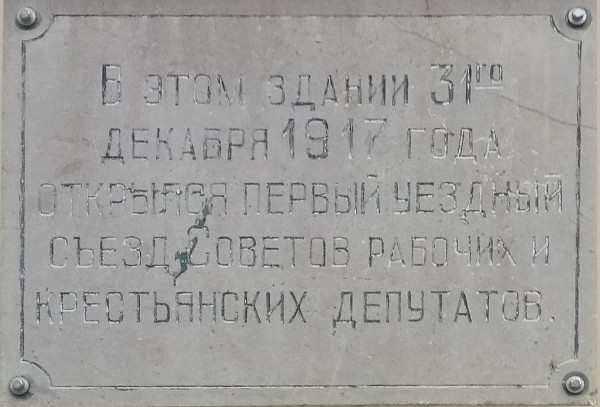 В ЭТОМ ЗДАНИИ 31го
ДЕКАБРЯ 1917 ГОДА
ОТКРЫЛСЯ ПЕРВЫЙ УЕЗДНЫЙ
СЪЕЗД СОВЕТОВ РАБОЧИХ И
КРЕСТЬЯНСКИХ ДЕПУТАТОВ.